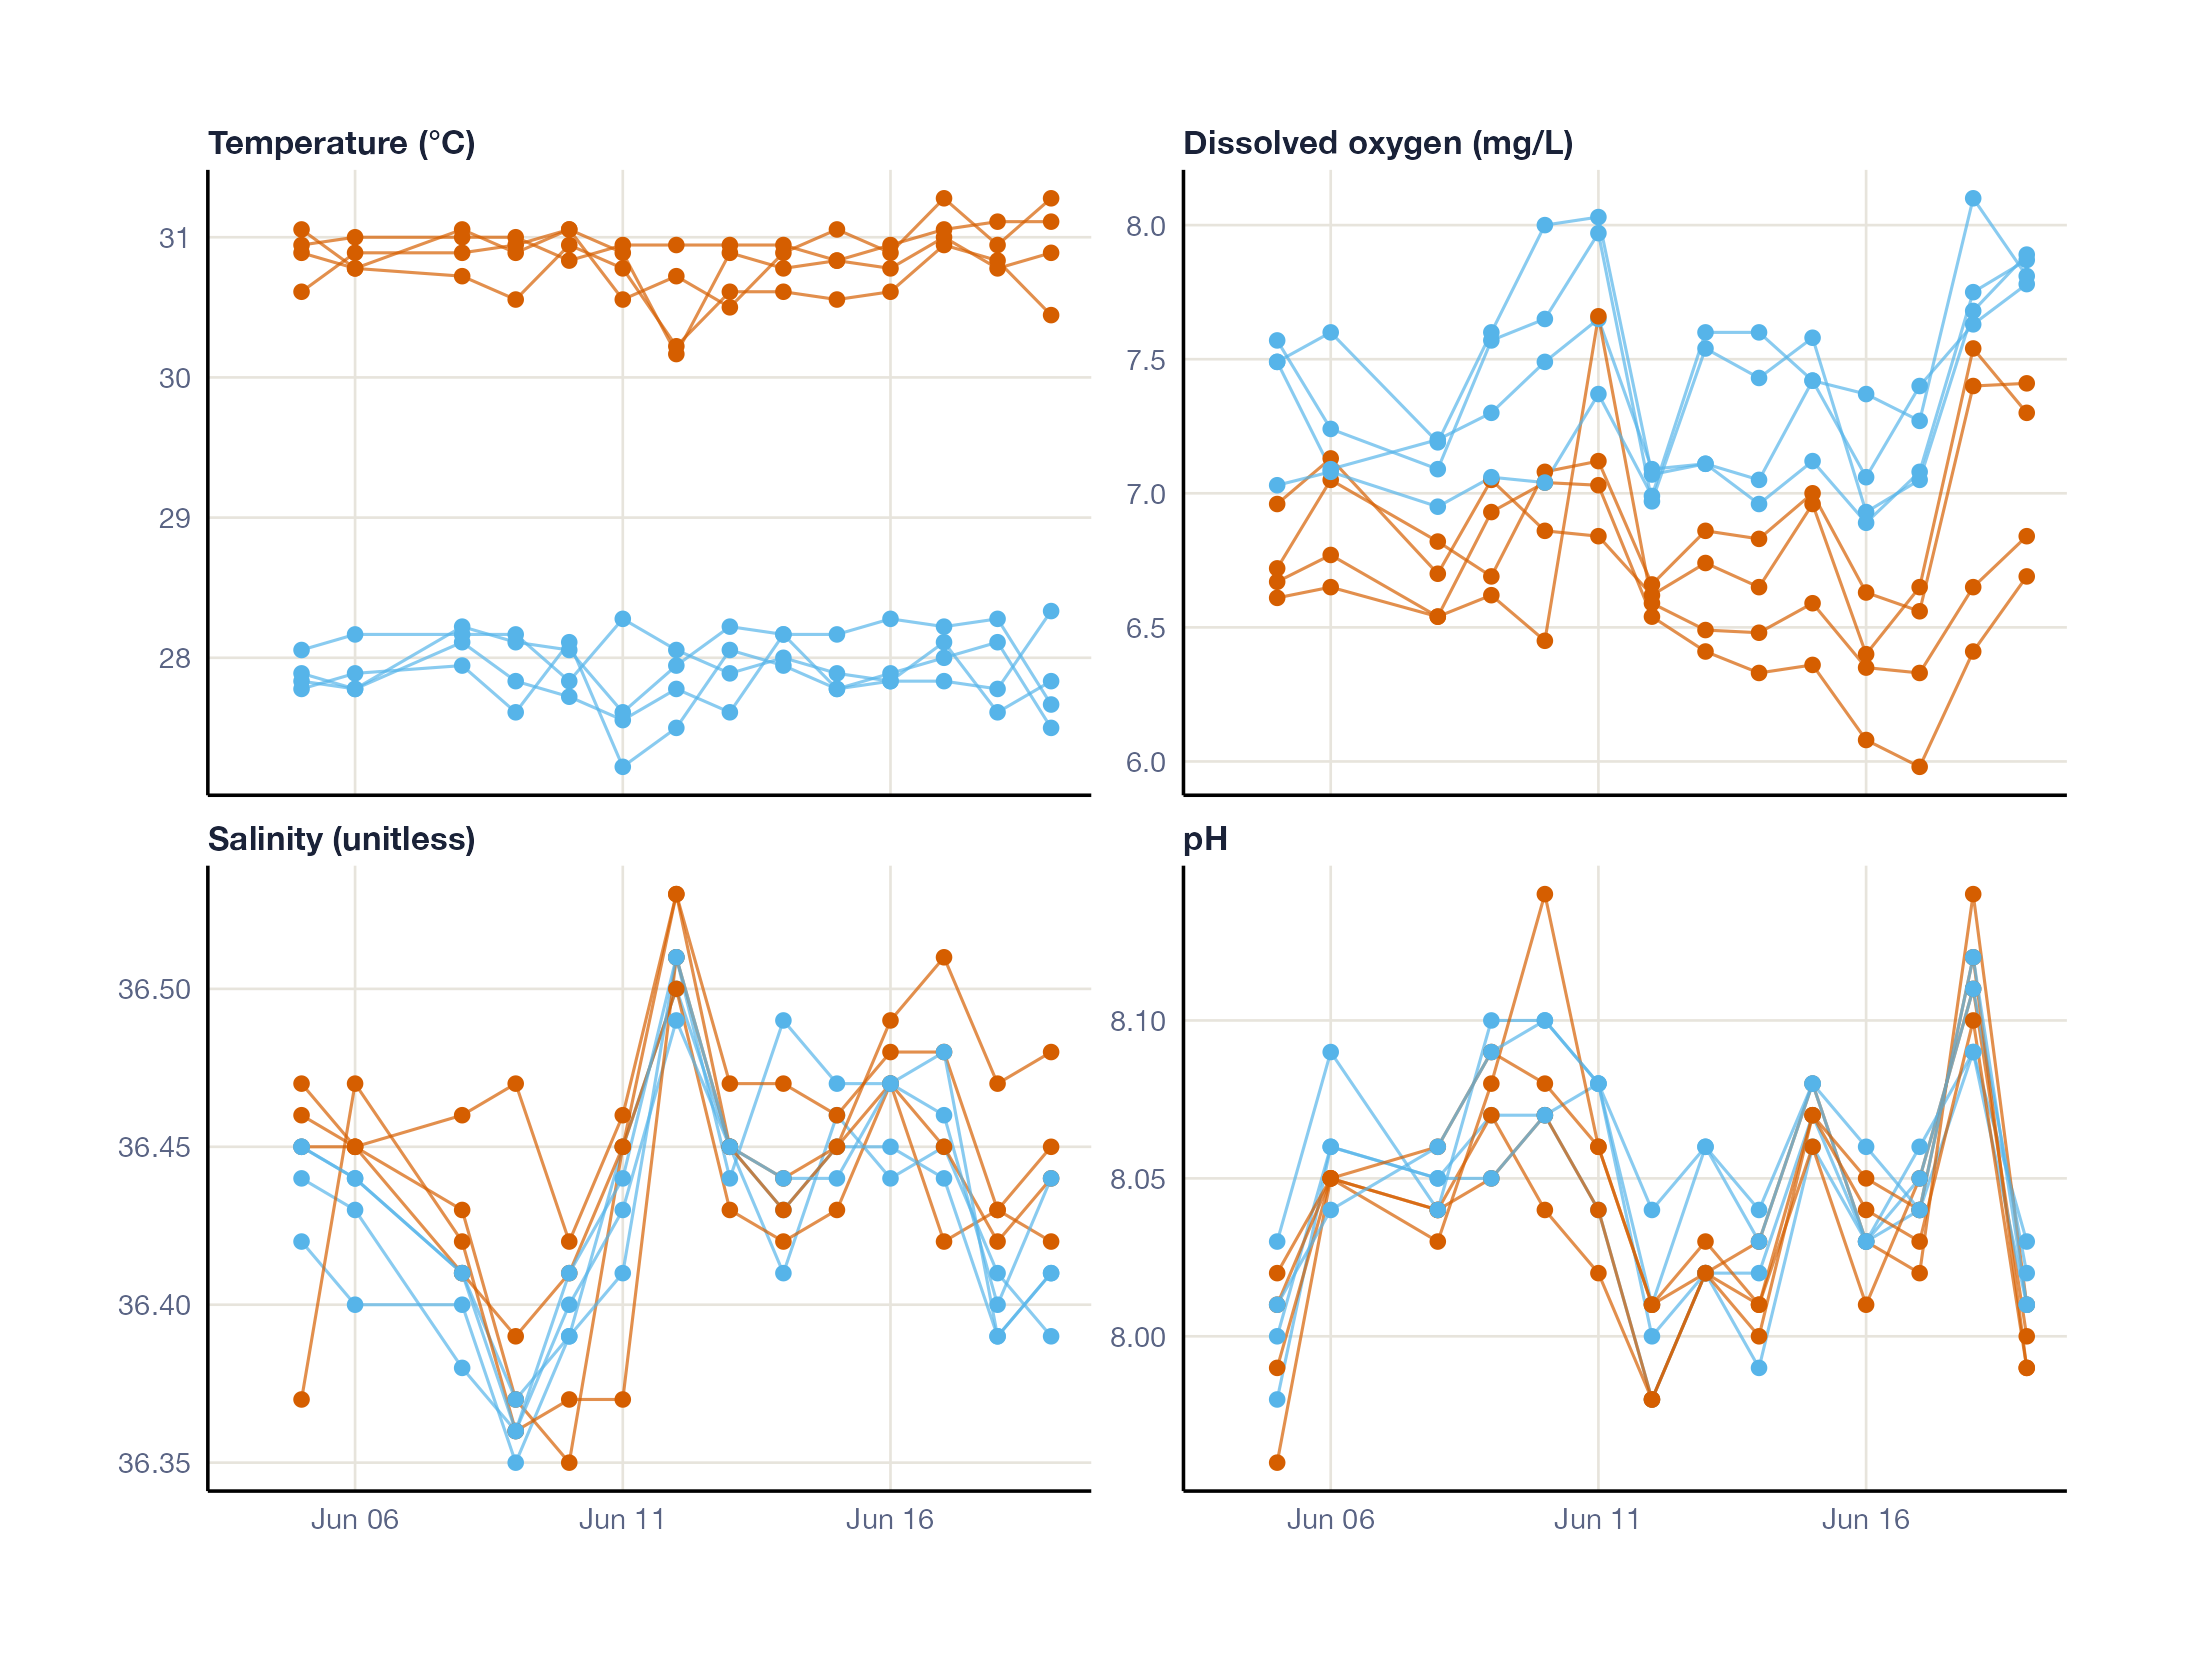 Temperature (°C)
31
30
29
28
Dissolved oxygen (mg/L)
8.0
7.5
7.0
6.5
6.0
Salinity (unitless)
36.50
36.45
36.40
36.35
Jun 06 Jun 11 Jun 16
pH
8.10
8.05
8.00
Jun 06 Jun 11 Jun 16